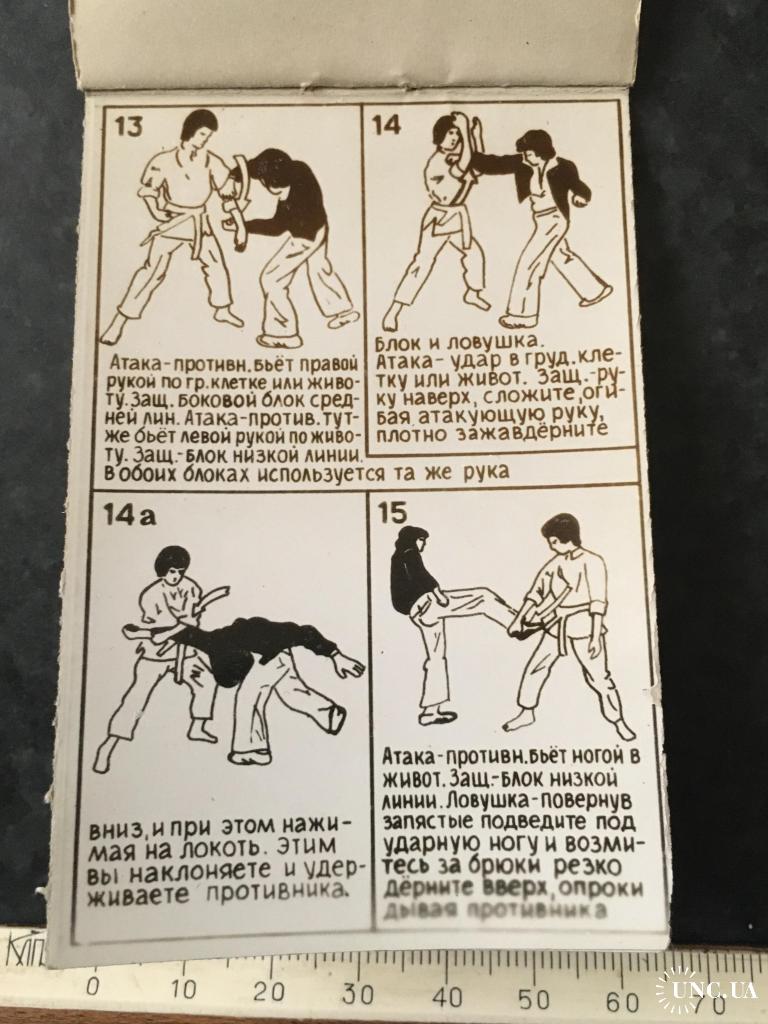 13
Атака-противн.бьёт правой
рукой по гр.клетке или живо-
ту.Защ. Боковой блок сред-
ней лин. Атака-против.тут-
же бьёт левой рукой по живо-
ту. Защ.-блок низкой линии.
В обоих блоках используется та же рука
14
Блок и ловушка.
Атака- удар в груд.кле-
тку или живот. Защ.-ру-
ку наверх, сложите,оги-
бая атакующую руку,
плотно зажавдёрните
14а
вниз,и при этом нажи-
мая на локоть. Этим
вы наклоняете и удер-
живаете противника.
15
Атака-противн.бьёт ногой в
живот. Защ.-блок низкой
линии. Ловушка-повернув
запястые подведите под
ударную ногу и возми-
тесь за брюки резко
дёрните вверх, опроки
дывая противника
0 10 20 30 40 50 60 70
UNC.UA